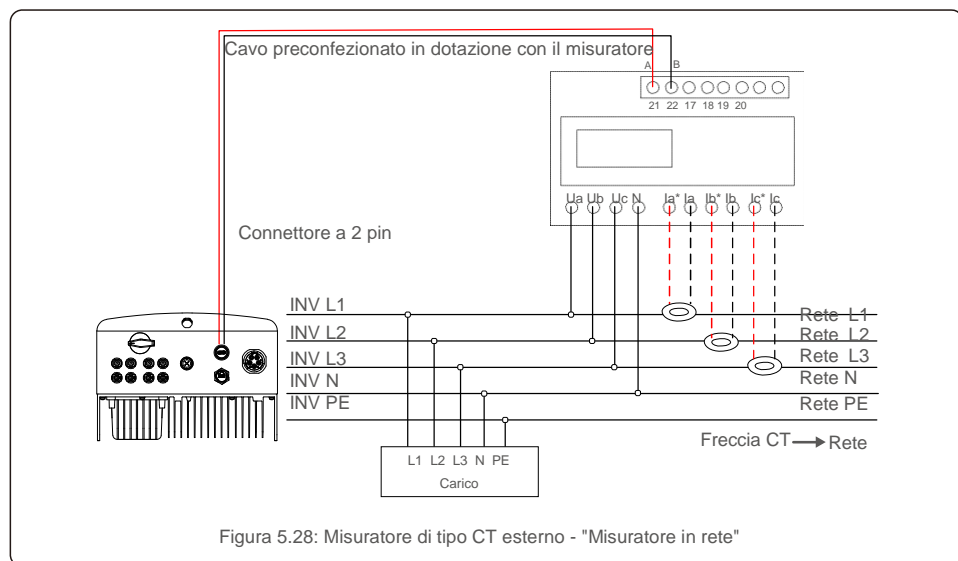 Cavo preconfezionato in dotazione con il misuratore
A B
21 22 17 18 19 20
Ua Ub Uc N Ia* Ia Ib* Ib Ic* Ic
Connettore a 2 pin
INV L1
Rete L1
INV L2
Rete L2
INV L3
Rete L3
INV N
Rete N
INV PE
Rete PE
Freccia CT Rete
L1 L2 L3 N PE
Carico
Figura 5.28: Misuratore di tipo CT esterno - "Misuratore in rete"